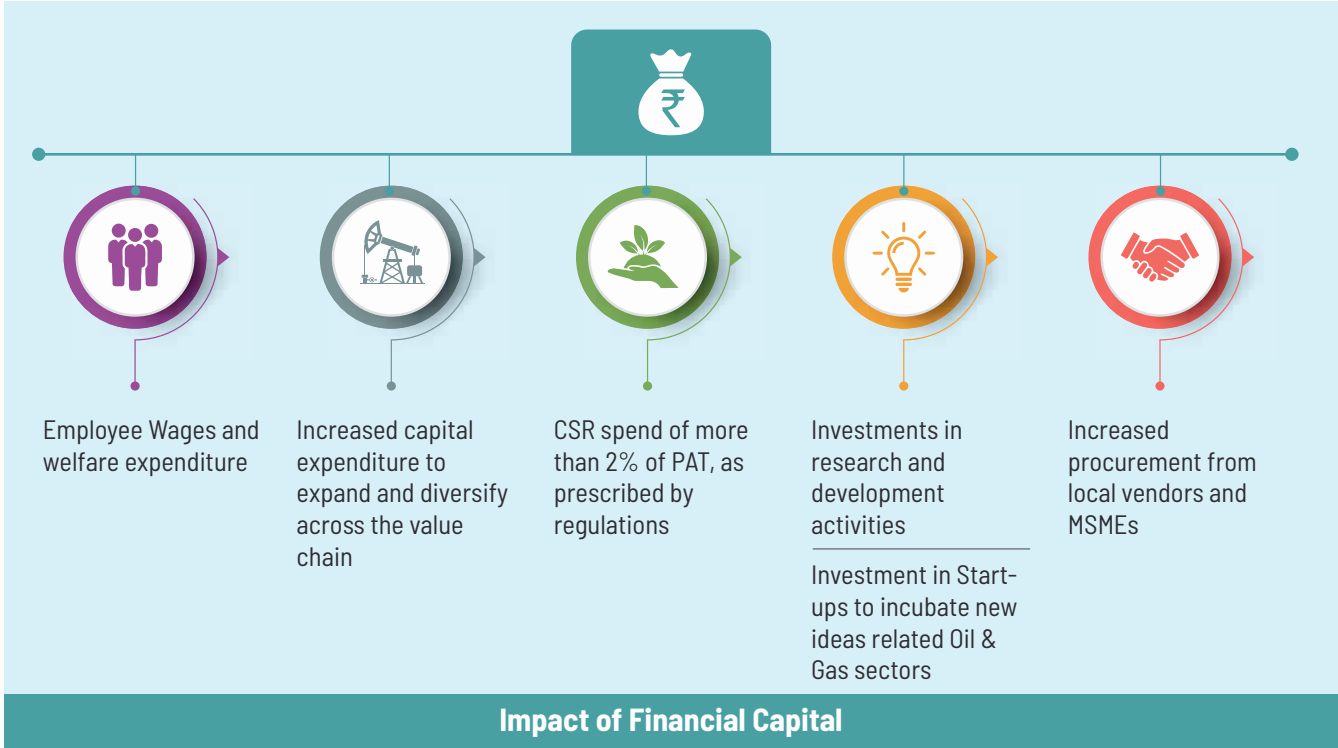 ₹
Employee Wages and
welfare expenditure
Increased capital
expenditure to
expand and diversify
across the value
chain
CSR spend of more
than 2% of PAT, as
prescribed by
regulations
Investments in
research and
development
activities
Investment in Start-
ups to incubate new
ideas related Oil &
Gas sectors
Increased
procurement from
local vendors and
MSMEs
Impact of Financial Capital